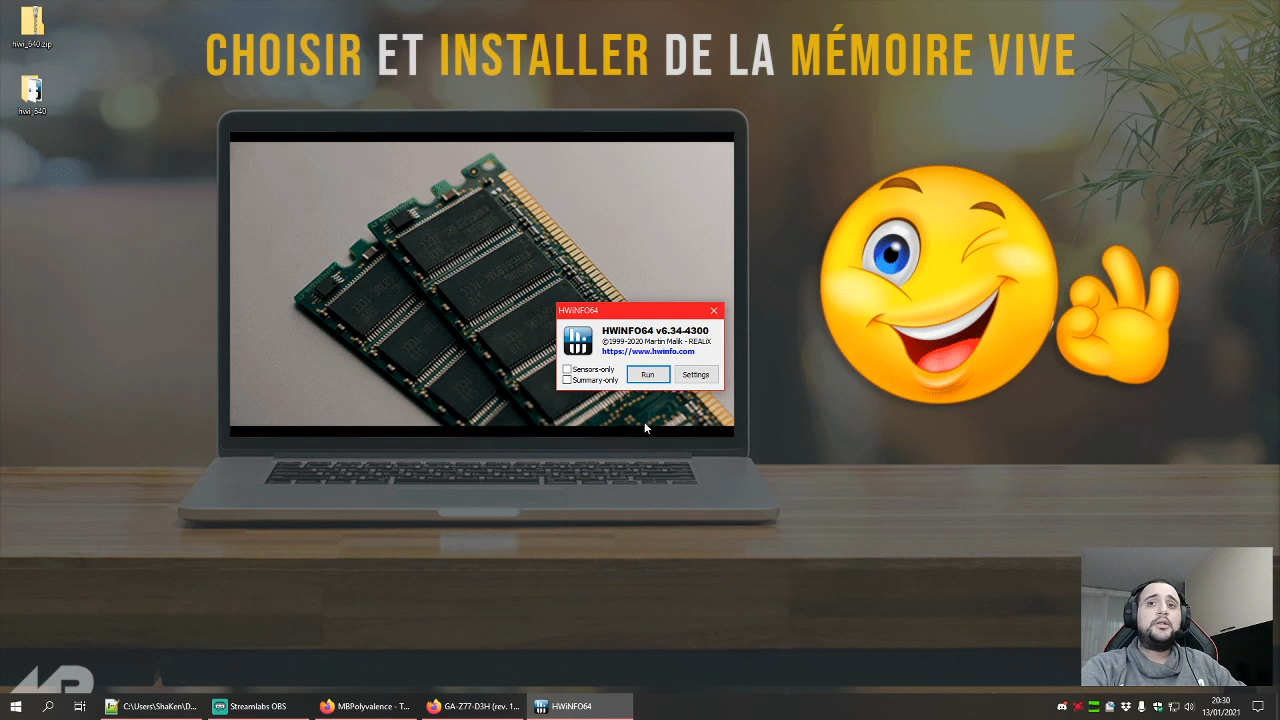 CHOISIR ET INSTALLER DE LA MÉMOIRE VIVE
hwi_640.zip
hwi_640
HWiNFO64
HWiNFO64 v6.34-4300
©1999-2020 Martin Malik - REALiX
https://www.hwinfo.com
Sensors-only
Summary-only
Run
Settings
C:\Users\ShaKen\D...
Streamlabs OBS
MBPolyvalence - T...
GA-Z77-D3H (rev. 1...
HWiNFO64
20:30
13/01/2021